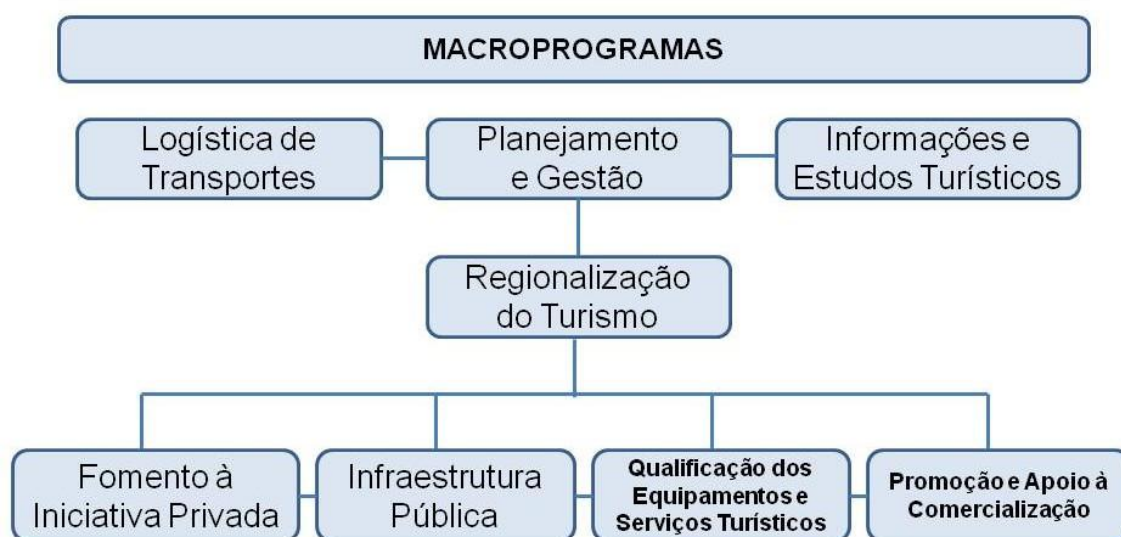 MACROPROGRAMAS
Logística de
Transportes
Planejamento
e Gestão
Informações e
Estudos Turísticos
Regionalização
do Turismo
Fomento à
Iniciativa Privada
Infraestrutura
Pública
Qualificação dos
Equipamentos e
Serviços Turísticos
Promoção e Apoio à
Comercialização